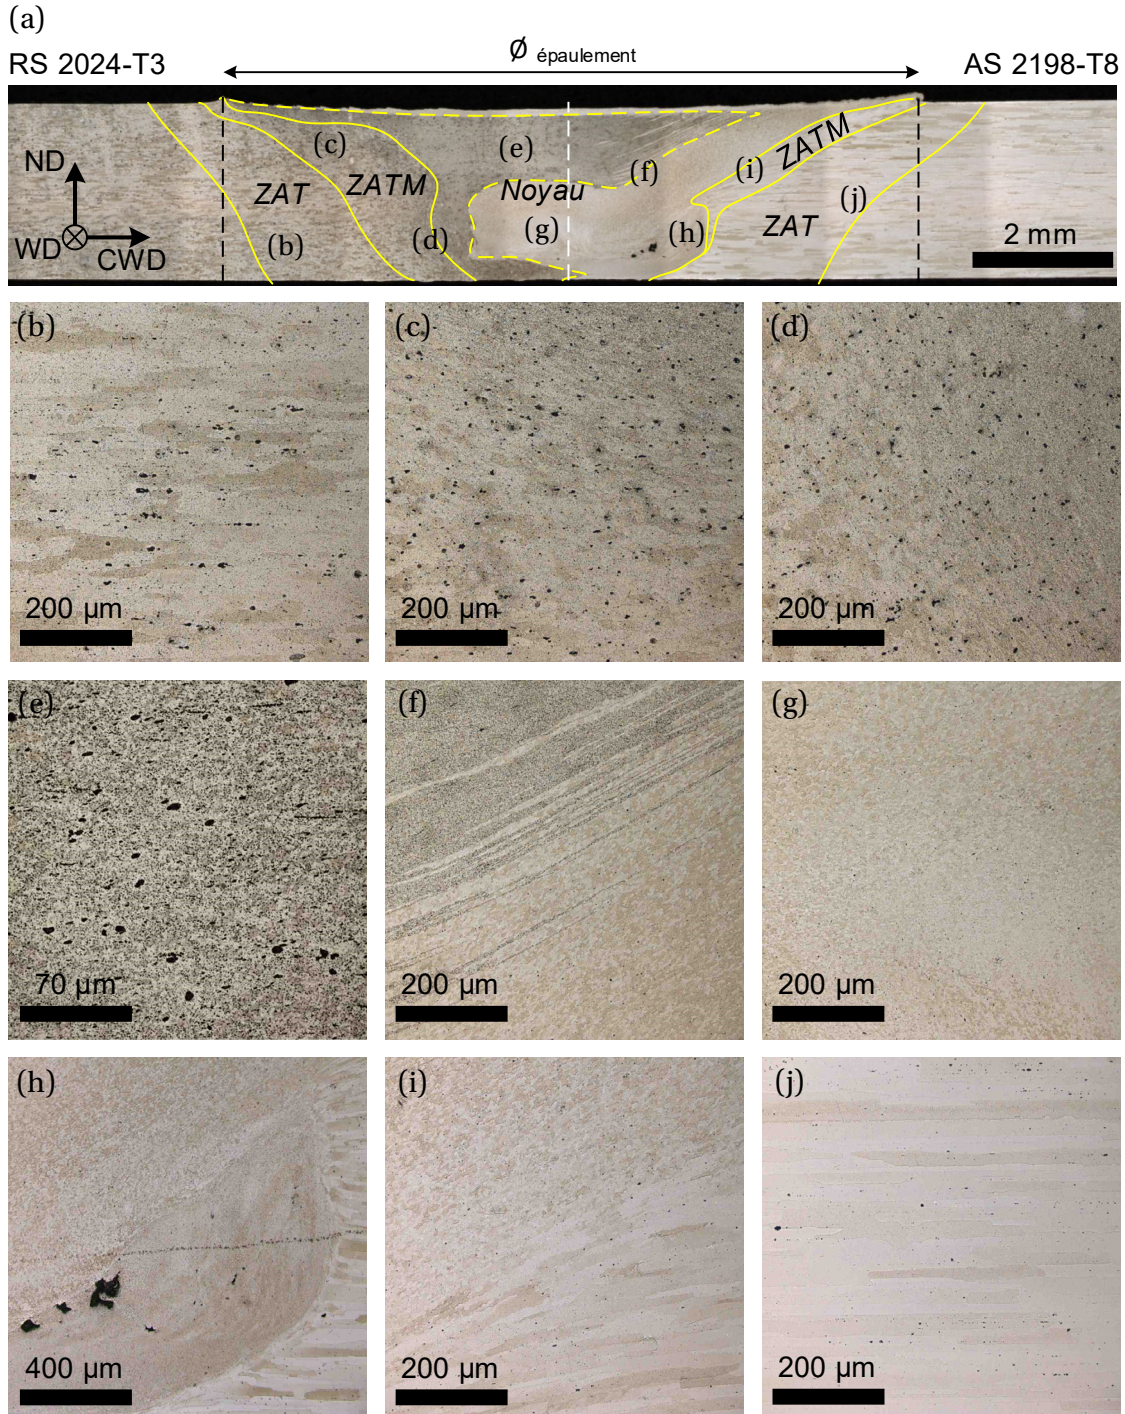 (a)
RS 2024-T3
Ø épaulement
AS 2198-T8
ND
WD
CWD
(c)
(e)
(f)
(i)
ZATM
ZAT
ZATM
Noyau
(j)
(b)
(d)
(g)
(h)
ZAT
2 mm
(b)
200 µm
(c)
200 µm
(d)
200 µm
(e)
70 µm
(f)
200 µm
(g)
200 µm
(h)
400 µm
(i)
200 µm
(j)
200 µm